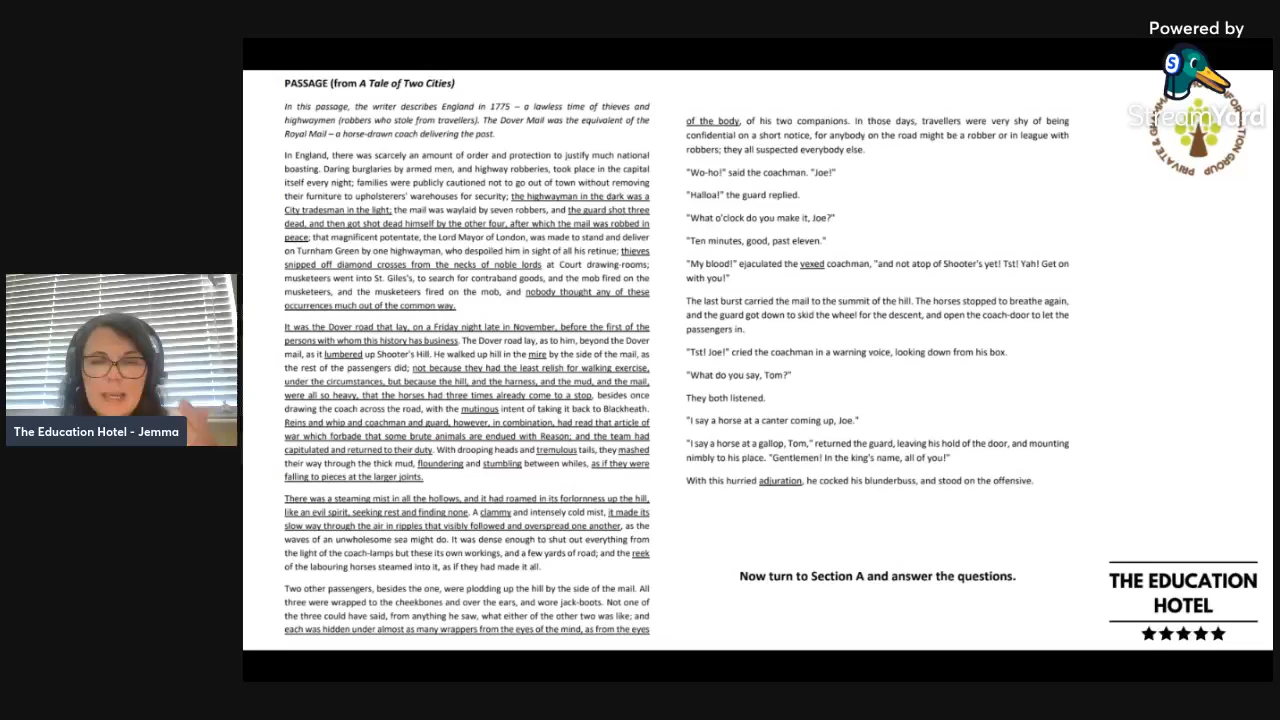 Powered by
StreamYard
PASSAGE (from A Tale of Two Cities)
In this passage, the writer describes England in 1775 – a lawless time of thieves and
highwaymen (robbers who stole from travellers). The Dover Mail was the equivalent of the
Royal Mail – a horse-drawn coach delivering the post.
In England, there was scarcely an amount of order and protection to justify much national
boasting. Daring burglaries by armed men, and highway robberies, took place in the capital
itself every night; families were publicly cautioned not to go out of town without removing
their furniture to upholsterers' warehouses for security; the highwayman in the dark was a
City tradesman in the light; the mail was waylaid by seven robbers, and the guard shot three
dead, and then got shot dead himself by the other four, after which the mail was robbed in
peace; that magnificent potentate, the Lord Mayor of London, was made to stand and deliver
on Turnham Green by one highwayman, who despoiled him in sight of all his retinue; thieves
snipped off diamond crosses from the necks of noble lords at Court drawing-rooms;
musketeers went into St. Giles's, to search for contraband goods, and the mob fired on the
musketeers, and the musketeers fired on the mob, and nobody thought any of these
occurrences much out of the common way.
It was the Dover road that lay, on a Friday night late in November, before the first of the
persons with whom this history has business. The Dover road lay, as to him, beyond the Dover
mail, as it lumbered up Shooter's Hill. He walked up hill in the mire by the side of the mail, as
the rest of the passengers did; not because they had the least relish for walking exercise,
under the circumstances, but because the hill, and the harness, and the mud, and the mail,
were all so heavy, that the horses had three times already come to a stop, besides once
drawing the coach across the road, with the mutinous intent of taking it back to Blackheath.
Reins and whip and coachman and guard, however, in combination, had read that article of
war which forbade that some brute animals are endued with Reason; and the team had
capitulated and returned to their duty. With drooping heads and tremulous tails, they mashed
their way through the thick mud, floundering and stumbling between whiles, as if they were
falling to pieces at the larger joints.
There was a steaming mist in all the hollows, and it had roamed in its forlornness up the hill,
like an evil spirit, seeking rest and finding none. A clammy and intensely cold mist, it made its
slow way through the air in ripples that visibly followed and overspread one another, as the
waves of an unwholesome sea might do. It was dense enough to shut out everything from
the light of the coach-lamps but these its own workings, and a few yards of road; and the reek
of the labouring horses steamed into it, as if they had made it all.
Two other passengers, besides the one, were plodding up the hill by the side of the mail. All
three were wrapped to the cheekbones and over the ears, and wore jack-boots. Not one of
the three could have said, from anything he saw, what either of the other two was like; and
each was hidden under almost as many wrappers from the eyes of the mind, as from the eyes
of the body, of his two companions. In those days, travellers were very shy of being
confidential on a short notice, for anybody on the road might be a robber or in league with
robbers; they all suspected everybody else.
"Wo-ho!" said the coachman. "Joe!"
"Halloa!" the guard replied.
"What o'clock do you make it, Joe?"
"Ten minutes, good, past eleven."
"My blood!" ejaculated the vexed coachman, "and not atop of Shooter's yet! Tst! Yah! Get on
with you!"
The last burst carried the mail to the summit of the hill. The horses stopped to breathe again,
and the guard got down to skid the wheel for the descent, and open the coach-door to let the
passengers in.
"Tst! Joe!" cried the coachman in a warning voice, looking down from his box.
"What do you say, Tom?"
They both listened.
"I say a horse at a canter coming up, Joe."
"I say a horse at a gallop, Tom," returned the guard, leaving his hold of the door, and mounting
nimbly to his place. "Gentlemen! In the king's name, all of you!"
With this hurried adjuration, he cocked his blunderbuss, and stood on the offensive.
Now turn to Section A and answer the questions.
THE EDUCATION
HOTEL
The Education Hotel - Jemma